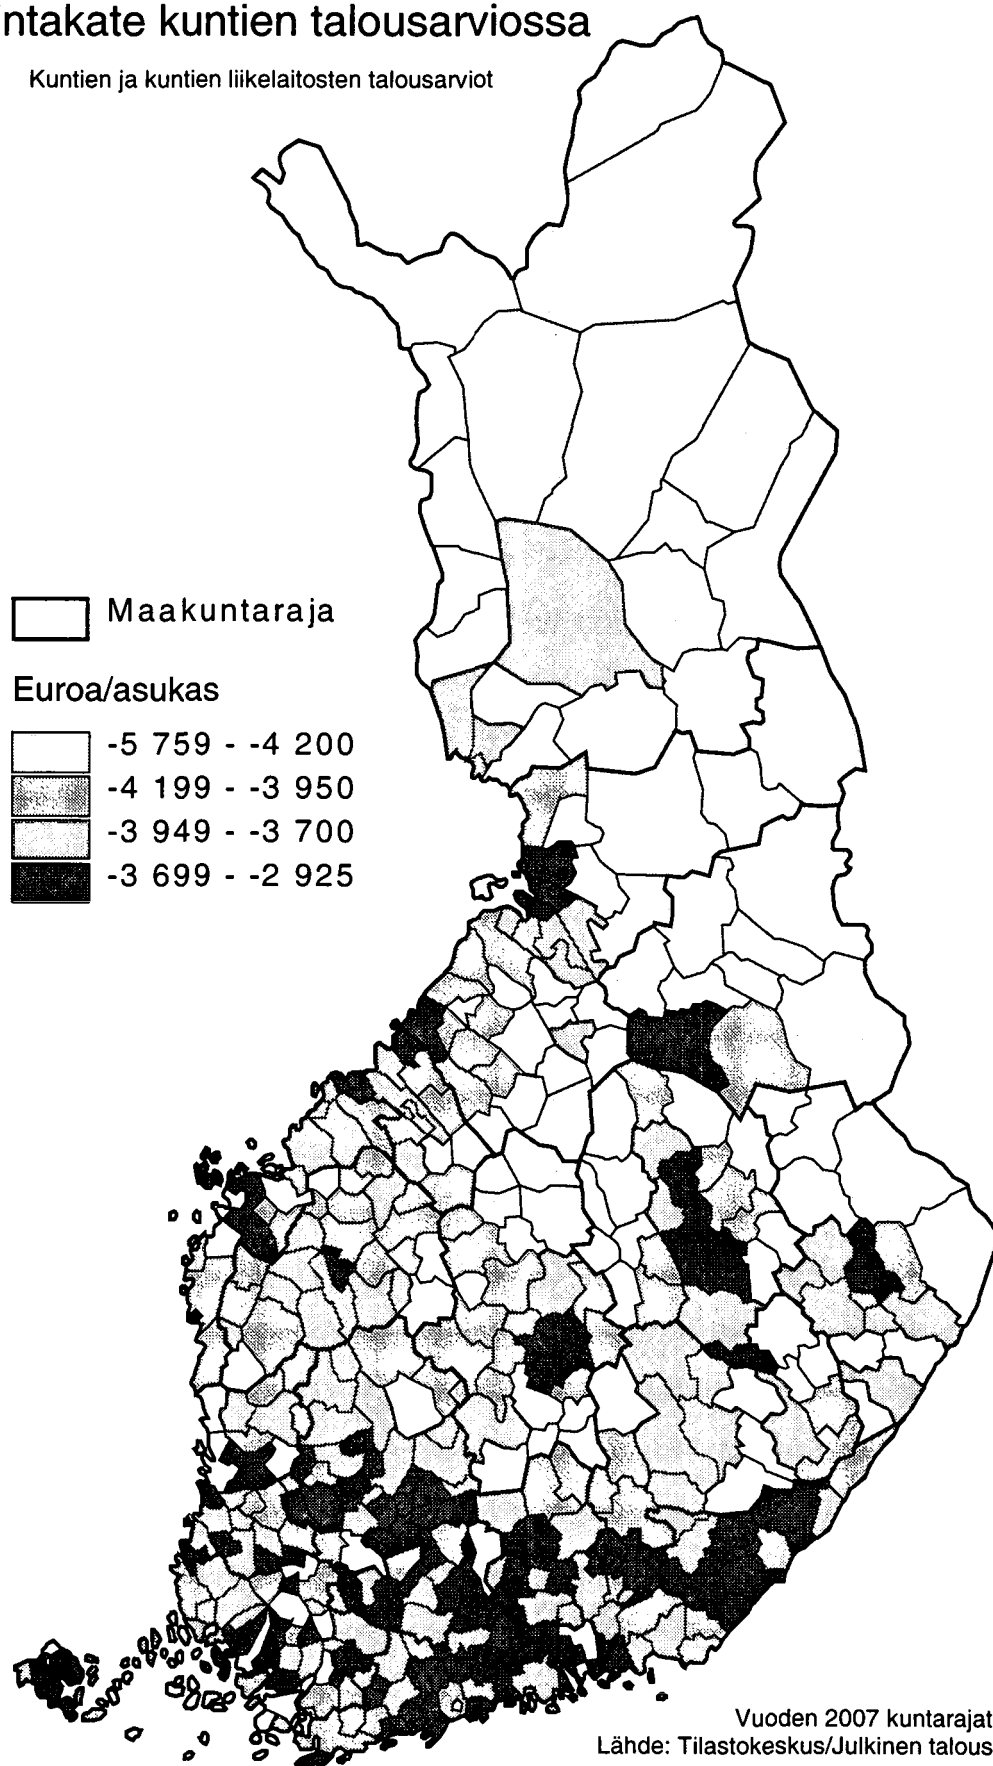 kuntien talousarviossa
Kuntien ja kuntien liikelaitosten talousarviot
Maakuntaraja
Euroa/asukas
-5 759 - -4 200
-4 199 - -3 950
-3 949 - -3 700
-3 699 - -2 925
Vuoden 2007 kuntarajat
Lähde: Tilastokeskus/Julkinen talous